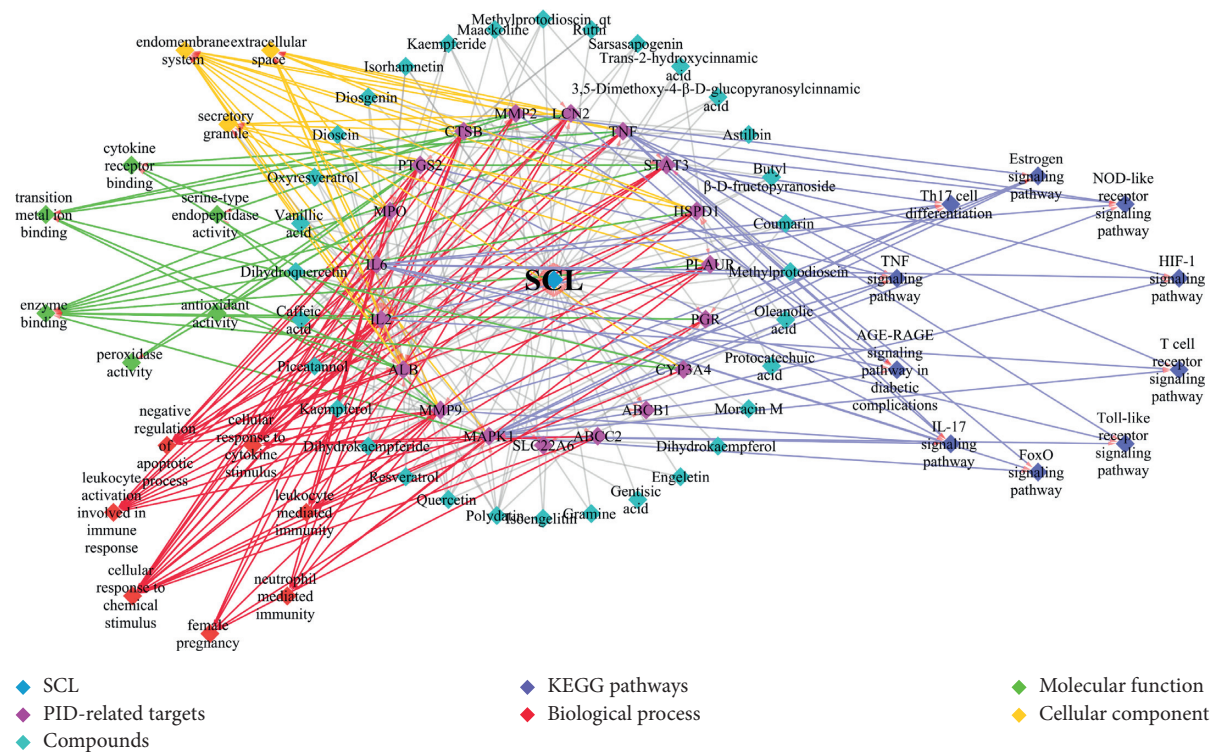 Methylprotodioscin_qt
Maackoline
Rutin
Kaempferide
Sarsasapogenin
Isorhamnetin
Trans-2-hydroxycinnamic
acid
Diosgenin
3,5-Dimethoxy-4-β-D-glucopyranosylcinnamic
acid
Dioscin
Astilbin
Oxyresveratrol
Butyl
β-D-fructopyranoside
Vanillic
acid
Coumarin
Dihydroquercetin
Methylprotodioscin
Caffeic
acid
Oleanolic
acid
Piceatannol
Protocatechuic
acid
Kaempferol
Moracin M
Dihydrokaempferide
Dihydrokaempferol
Resveratrol
Engeletin
Quercetin
Gentisic
acid
Polydatin
Isoengelitin
Gramine
endomembrane
system
extracellular
space
secretory
granule
cytokine
receptor
binding
transition
metal ion
binding
serine-type
endopeptidase
activity
enzyme
binding
antioxidant
activity
peroxidase
activity
negative
regulation
of
apoptotic
process
cellular
response to
cytokine
stimulus
leukocyte
activation
involved in
immune
response
leukocyte
mediated
immunity
cellular
response to
chemical
stimulus
neutrophil
mediated
immunity
female
pregnancy
MMP2
LCN2
CTSB
TNF
PTGS2
STAT3
MPO
HSPD1
IL6
PLAUR
SCL
IL2
PGR
ALB
CYP3A4
MMP9
ABCB1
MAPK1
SLC22A6
ABCC2
Estrogen
signaling
pathway
Th17 cell
differentiation
NOD-like
receptor
signaling
pathway
TNF
signaling
pathway
HIF-1
signaling
pathway
AGE-RAGE
signaling
pathway in
diabetic
complications
T cell
receptor
signaling
pathway
IL-17
signaling
pathway
Toll-like
receptor
signaling
pathway
FoxO
signaling
pathway
SCL
PID-related targets
Compounds
KEGG pathways
Biological process
Molecular function
Cellular component